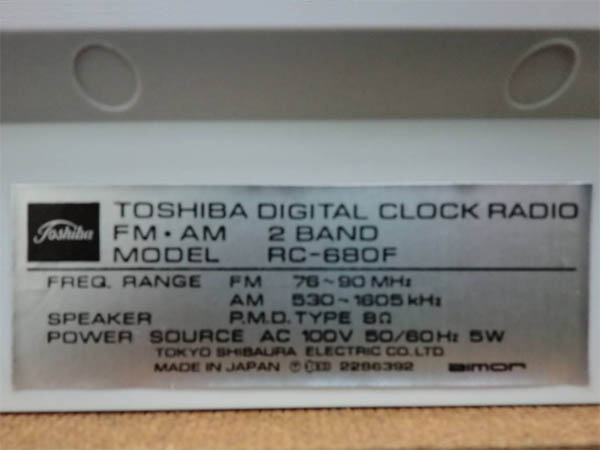 Toshiba
TOSHIBA DIGITAL CLOCK RADIO
FM・AM 2 BAND
MODEL RC-680F
FREQ. RANGE FM 76~90 MHz
AM 530~1605 kHz
SPEAKER P.M.D. TYPE 8Ω
POWER SOURCE AC 100V 50/60Hz 5W
TOKYO SHIBAURA ELECTRIC CO. LTD.
MADE IN JAPAN 2286392 aimor